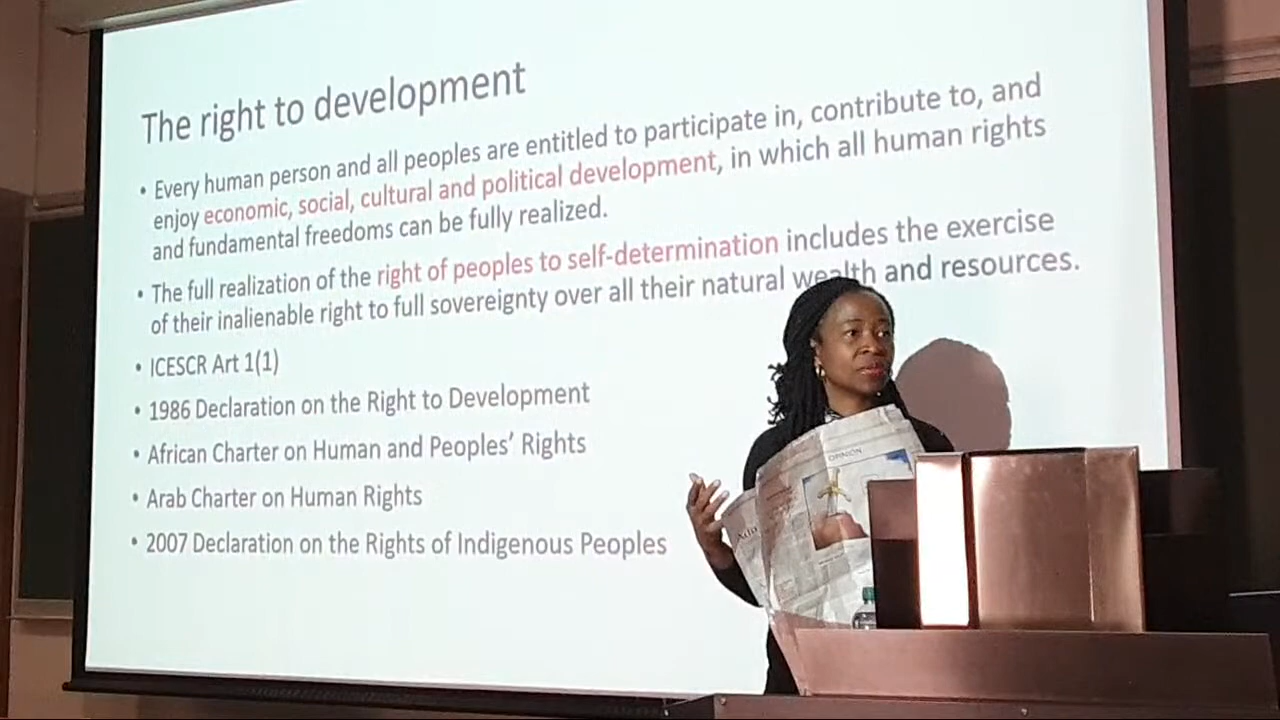 The right to development
• Every human person and all peoples are entitled to participate in, contribute to, and
enjoy economic, social, cultural and political development, in which all human rights
and fundamental freedoms can be fully realized.
• The full realization of the right of peoples to self-determination includes the exercise
of their inalienable right to full sovereignty over all their natural wealth and resources.
• ICESCR Art 1(1)
• 1986 Declaration on the Right to Development
• African Charter on Human and Peoples’ Rights
• Arab Charter on Human Rights
• 2007 Declaration on the Rights of Indigenous Peoples
OPINION